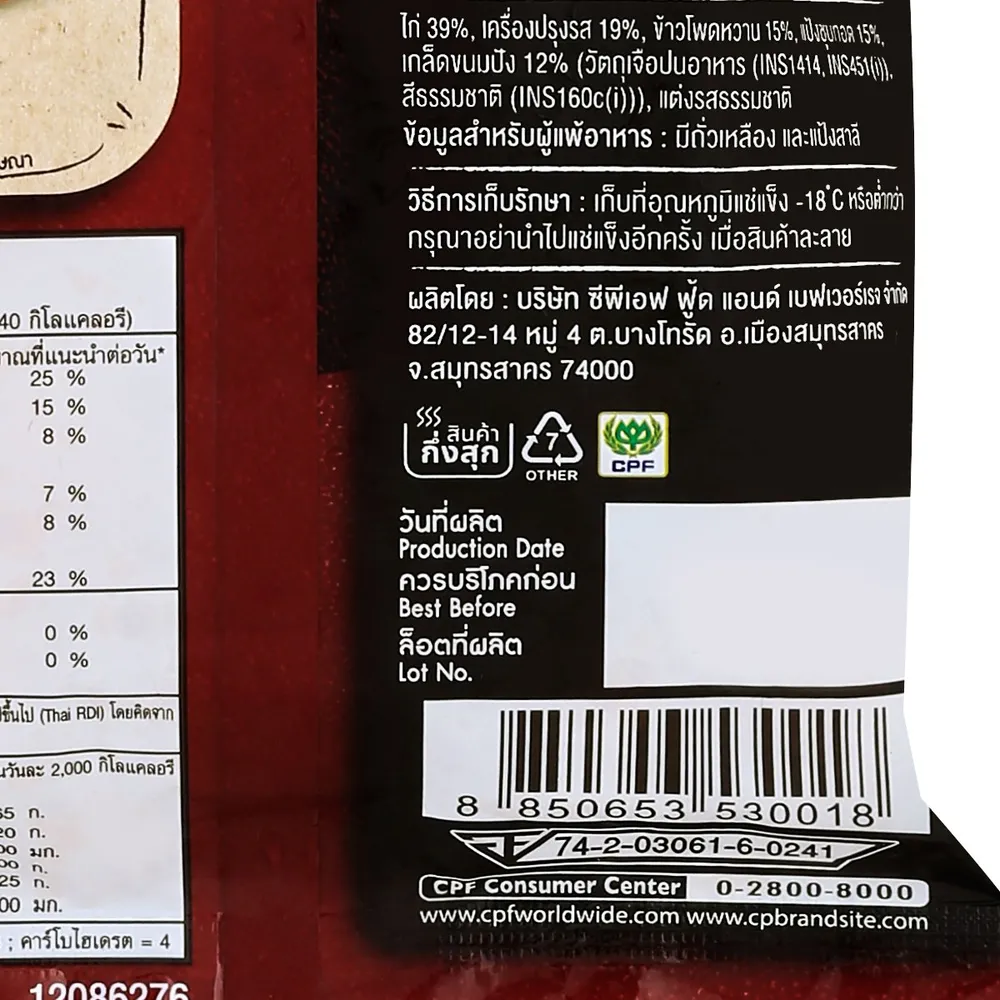 ไก่ 39%, เครื่องปรุงรส 19%, ข้าวโพดหวาน 15%, แป้งชุบทอด 15%,
เกล็ดขนมปัง 12% (วัตถุเจือปนอาหาร (INS1414, INS451(i)),
สีธรรมชาติ (INS160c(i))), แต่งรสธรรมชาติ
ข้อมูลสำหรับผู้แพ้อาหาร : มีถั่วเหลือง และแป้งสาลี
วิธีการเก็บรักษา : เก็บที่อุณหภูมิแช่แข็ง -18°C หรือต่ำกว่า
กรุณาอย่านำไปแช่แข็งอีกครั้ง เมื่อสินค้าละลาย
ผลิตโดย : บริษัท ซีพีเอฟ ฟู้ด แอนด์ เบฟเวอร์เรจ จำกัด
82/12-14 หมู่ 4 ต.บางโทรัด อ.เมืองสมุทรสาคร
จ.สมุทรสาคร 74000
สินค้า
กึ่งสุก
7
OTHER
CPF
วันที่ผลิต
Production Date
ควรบริโภคก่อน
Best Before
ล็อตที่ผลิต
Lot No.
8 850653 530018
74-2-03061-6-0241
CPF Consumer Center 0-2800-8000
www.cpfworldwide.com www.cpbrandsite.com
40 กิโลแคลอรี)
าณที่แนะนำต่อวัน*
25 %
15 %
8 %
7 %
8 %
23 %
0 %
0 %
ขึ้นไป (Thai RDI) โดยคิดจาก
นวันละ 2,000 กิโลแคลอรี
65 ก.
20 ก.
00 มก.
00 ก.
25 ก.
00 มก.
; คาร์โบไฮเดรต = 4
12086276